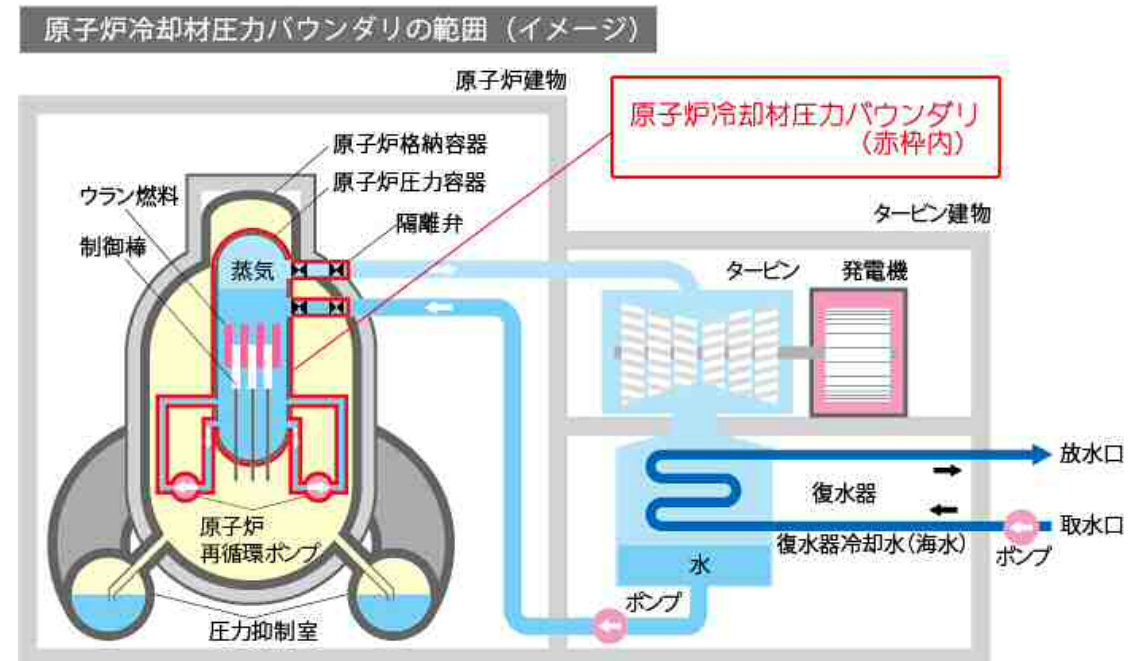 原子炉冷却材圧力バウンダリの範囲（イメージ）
原子炉建物
原子炉冷却材圧力バウンダリ
（赤枠内）
原子炉格納容器
原子炉圧力容器
ウラン燃料
隔離弁
制御棒
蒸気
タービン建物
タービン
発電機
放水口
復水器
取水口
復水器冷却水（海水）
ポンプ
水
ポンプ
原子炉
再循環ポンプ
圧力抑制室